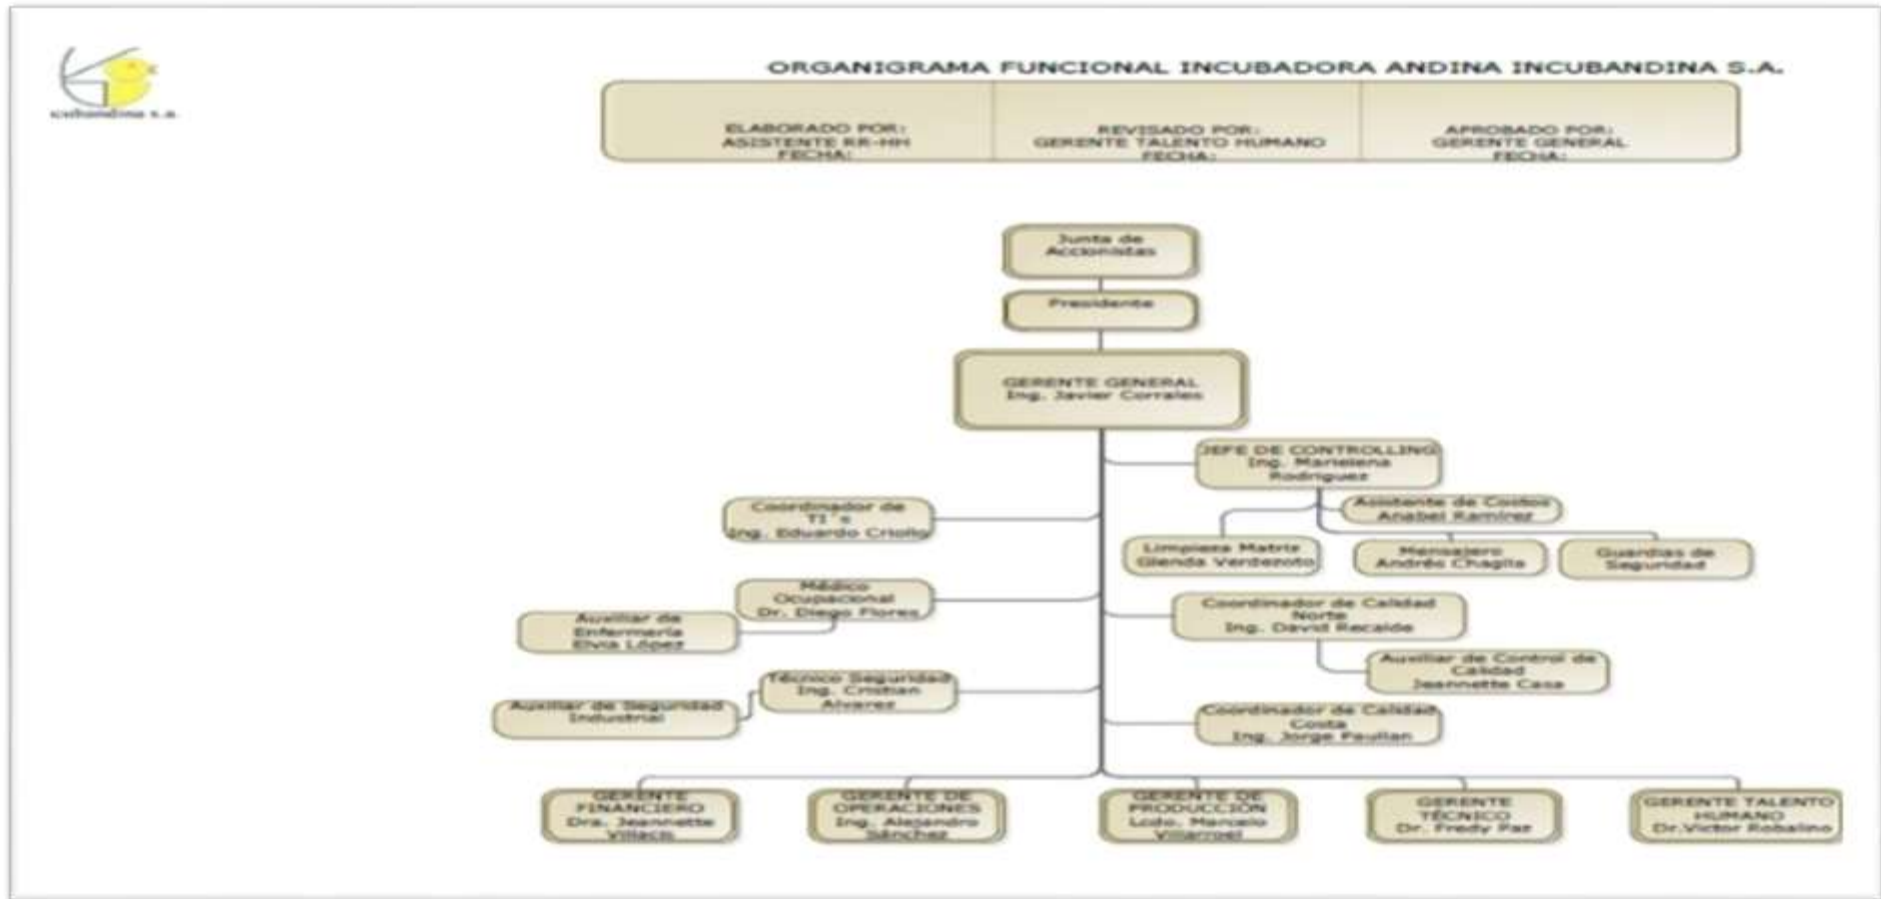 ORGANIGRAMA FUNCIONAL INCUBADORA ANDINA INCUBANDINA S.A.
ELABORADO POR:
ASISTENTE RR-HH
FECHA:
REVISADO POR:
GERENTE TALENTO HUMANO
FECHA:
APROBADO POR:
GERENTE GENERAL
FECHA:
Junta de
Accionistas
Presidente
GERENTE GENERAL
Ing. Javier Corrales
JEFE DE CONTROLLING
Ing. Marielena
Rodriguez
Coordinador de
TI´s
Ing. Eduardo Criollo
Asistente de Costos
Anabel Ramírez
Limpieza Matriz
Glenda Verdezoto
Mensajero
Andrés Chaglla
Guardias de
Seguridad
Médico
Ocupacional
Dr. Diego Flores
Auxiliar de
Enfermería
Elvia López
Coordinador de Calidad
Norte
Ing. David Recalde
Auxiliar de Control de
Calidad
Jeannette Casa
Técnico Seguridad
Ing. Cristian
Alvarez
Auxiliar de Seguridad
Industrial
Coordinador de Calidad
Costa
Ing. Jorge Paullan
GERENTE
FINANCIERO
Dra. Jeannette
Villacis
GERENTE DE
OPERACIONES
Ing. Alejandro
Sánchez
GERENTE DE
PRODUCCIÓN
Lcdo. Marcelo
Villarroel
GERENTE
TÉCNICO
Dr. Fredy Paz
GERENTE TALENTO
HUMANO
Dr.Victor Robalino